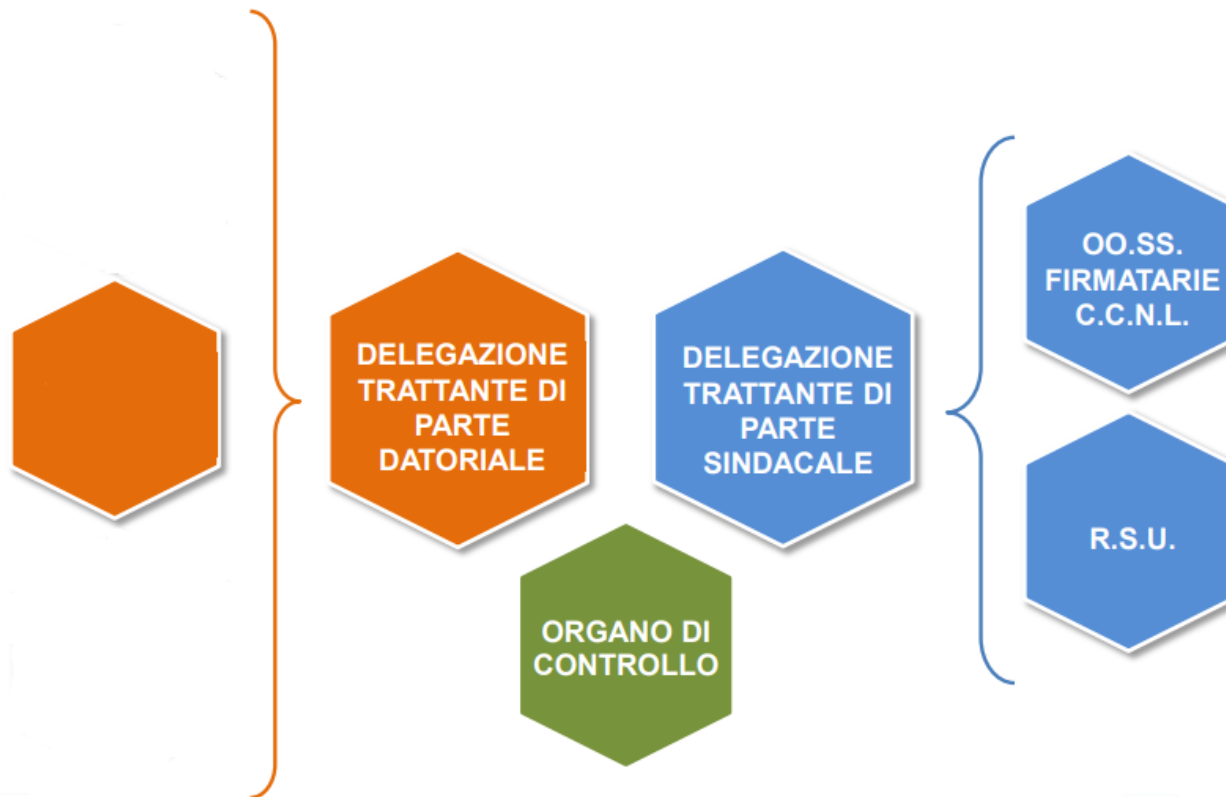 DELEGAZIONE
TRATTANTE DI
PARTE
DATORIALE
DELEGAZIONE
TRATTANTE DI
PARTE
SINDACALE
OO.SS.
FIRMATARIE
C.C.N.L.
R.S.U.
ORGANO DI
CONTROLLO